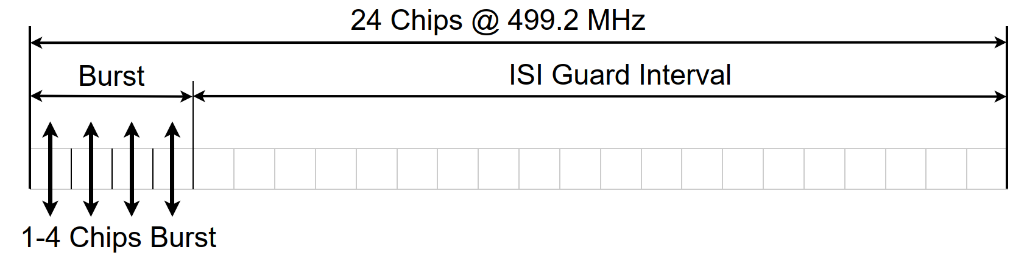 24 Chips @ 499.2 MHz
Burst
ISI Guard Interval
1-4 Chips Burst